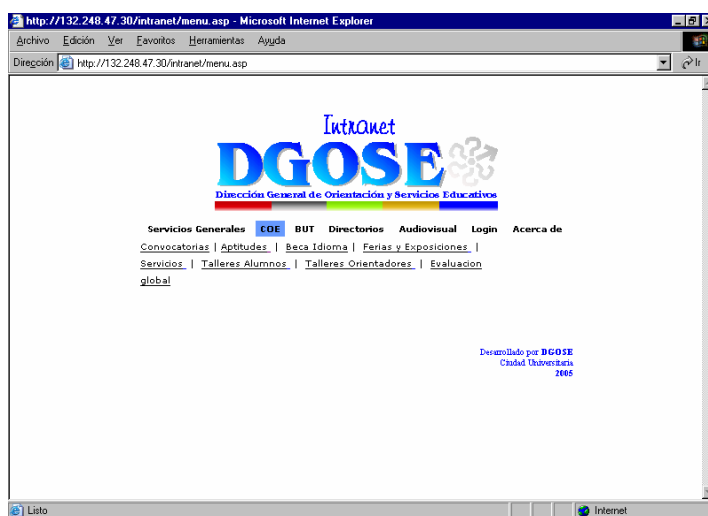 http://132.248.47.30/intranet/menu.asp - Microsoft Internet Explorer
Archivo Edición Ver Favoritos Herramientas Ayuda
Dirección http://132.248.47.30/intranet/menu.asp Ir
Intranet
DGOSE
Dirección General de Orientación y Servicios Educativos
Servicios Generales COE BUT Directorios Audiovisual Login Acerca de
Convocatorias | Aptitudes | Beca Idioma | Ferias y Exposiciones |
Servicios | Talleres Alumnos | Talleres Orientadores | Evaluacion
global
Desarrollado por DGOSE
Ciudad Universitaria
2005
Listo Internet